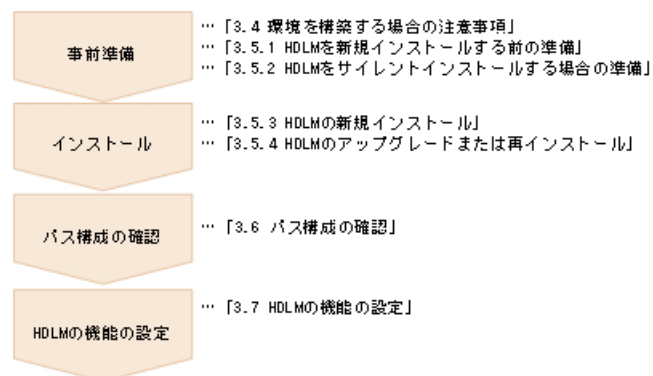 事前準備
… 「3.4 環境を構築する場合の注意事項」
… 「3.5.1 HDLMを新規インストールする前の準備」
… 「3.5.2 HDLMをサイレントインストールする場合の準備」
インストール
… 「3.5.3 HDLMの新規インストール」
… 「3.5.4 HDLMのアップグレードまたは再インストール」
パス構成の確認
… 「3.6 パス構成の確認」
HDLMの機能の設定
… 「3.7 HDLMの機能の設定」